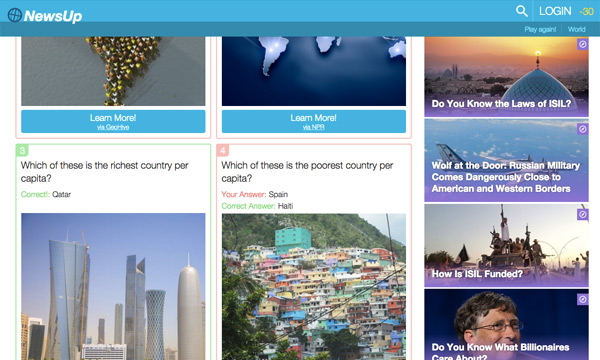 NewsUp
LOGIN -30
Play again! World
Learn More!
via GeoHive
Learn More!
via NPR
3
Which of these is the richest country per
capita?
Correct!: Qatar
4
Which of these is the poorest country per
capita?
Your Answer: Spain
Correct Answer: Haiti
Do You Know the Laws of ISIL?
Wolf at the Door: Russian Military
Comes Dangerously Close to
American and Western Borders
How Is ISIL Funded?
Do You Know What Billionaires
Care About?